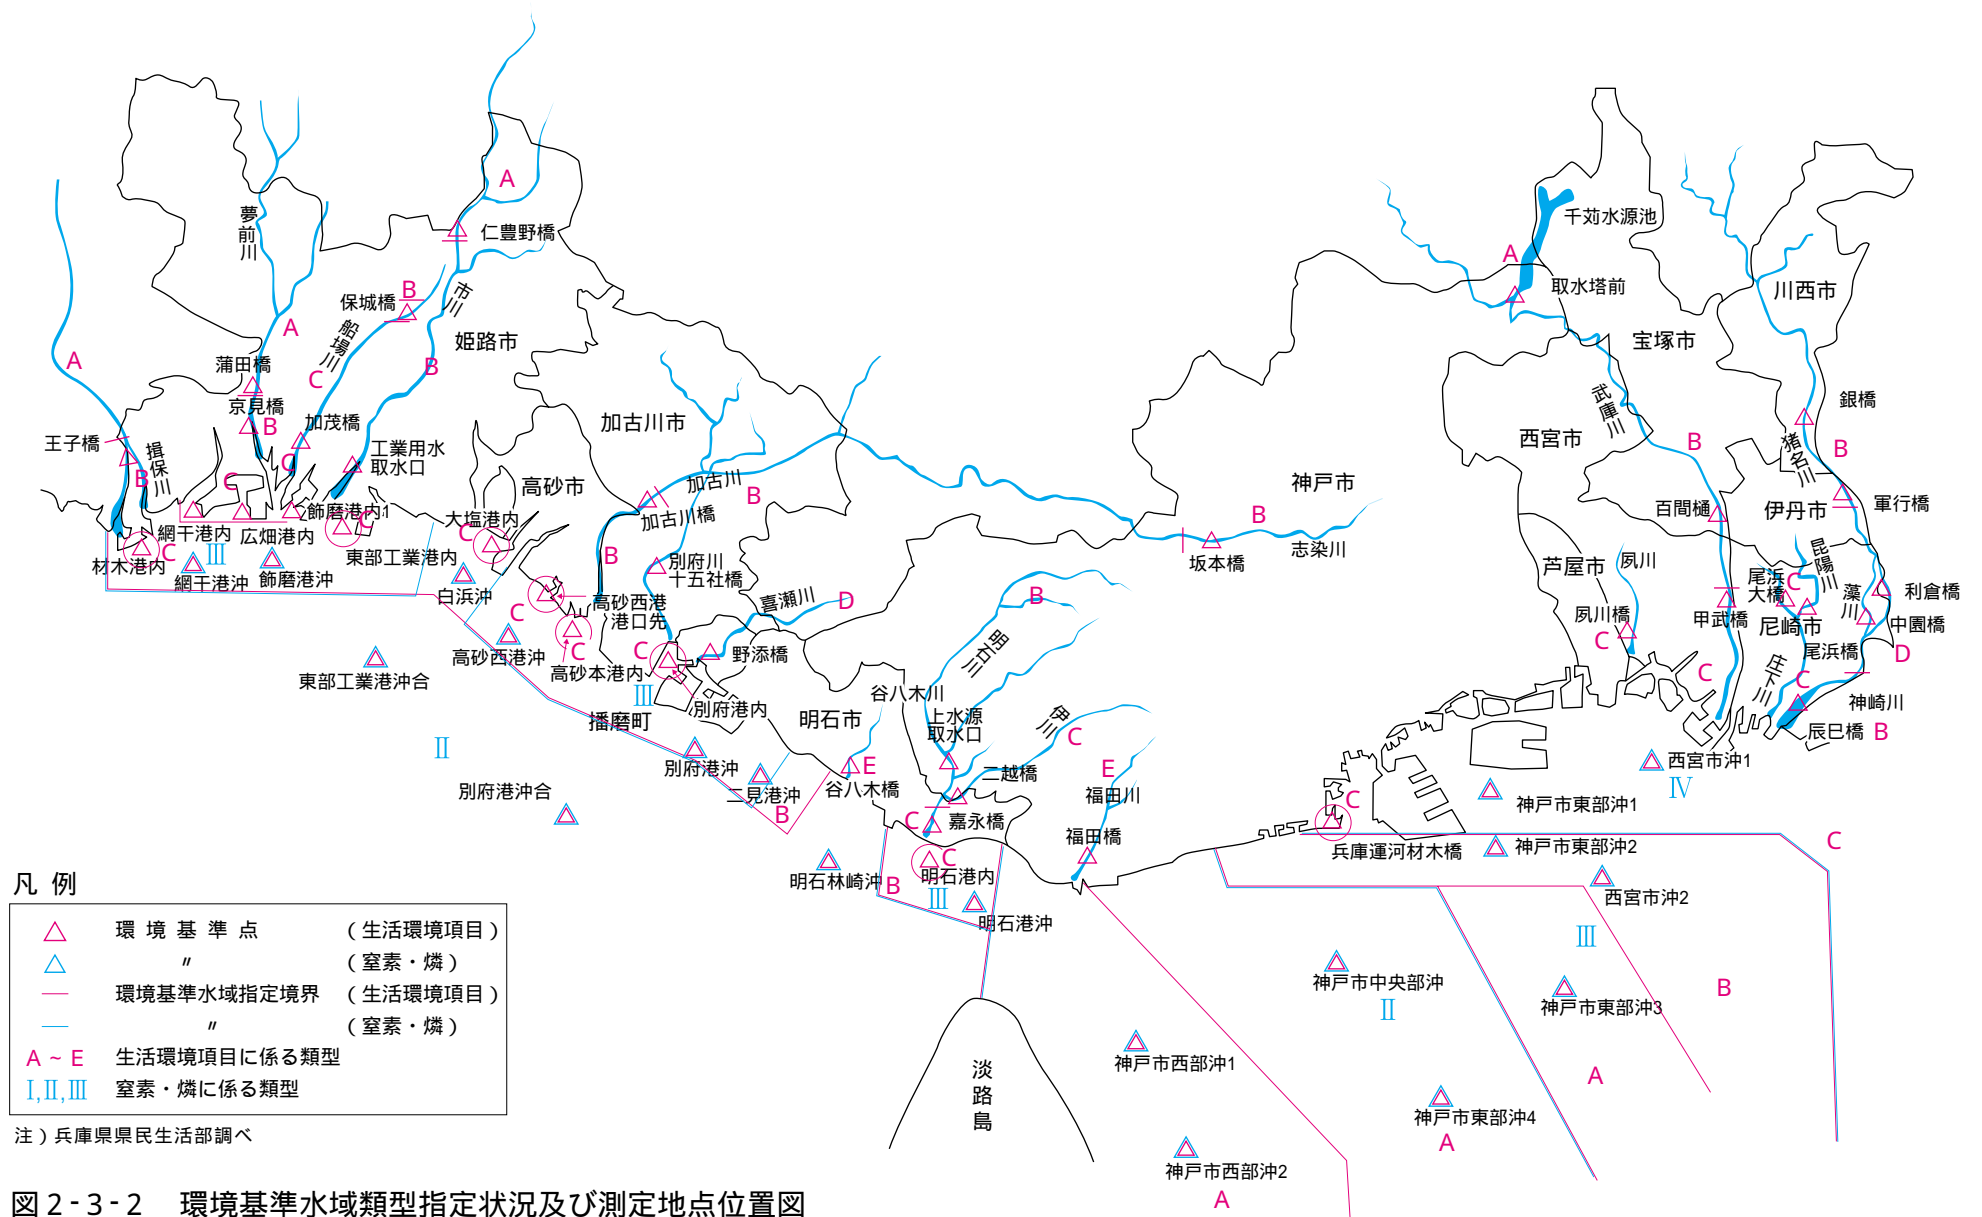 A
夢前川
仁豊野橋
千苅水源池
A
取水塔前
川西市
保城橋
B
市川
船場川
姫路市
A
宝塚市
A
蒲田橋
C
B
京見橋
B
加茂橋
加古川市
武庫川
銀橋
西宮市
B
猪名川
B
王子橋
揖保川
B
C
C
工業用水
取水口
高砂市
加古川
B
加古川橋
神戸市
B
百間樋
伊丹市
軍行橋
網干港内
広畑港内
飾磨港内1
C
大塩港内
C
坂本橋
志染川
材木港内
C
Ⅲ
網干港沖
飾磨港沖
東部工業港内
白浜沖
B
別府川
十五社橋
喜瀬川
D
B
芦屋市
夙川
夙川橋
C
尾浜
大橋
C
昆陽川
藻川
利倉橋
甲武橋
尼崎市
中園橋
尾浜橋
D
C
高砂西港
港口先
高砂西港沖
C
高砂本港内
C
野添橋
明石川
東部工業港沖合
Ⅲ
播磨町
別府港内
明石市
谷八木川
上水源
取水口
伊川
C
C
庄下川
C
神崎川
辰巳橋
B
Ⅱ
別府港沖
二見港沖
谷八木橋
E
二越橋
E
福田川
西宮市沖1
Ⅳ
別府港沖合
B
C
嘉永橋
福田橋
C
神戸市東部沖1
兵庫運河材木橋
神戸市東部沖2
C
明石林崎沖
B
C
明石港内
Ⅲ
明石港沖
西宮市沖2
Ⅲ
神戸市中央部沖
Ⅱ
神戸市東部沖3
B
神戸市西部沖1
淡路島
A
神戸市東部沖4
A
神戸市西部沖2
A
凡 例
環 境 基 準 点 (生活環境項目)
〃 (窒素・燐)
環境基準水域指定境界 (生活環境項目)
〃 (窒素・燐)
A ~ E 生活環境項目に係る類型
Ⅰ,Ⅱ,Ⅲ 窒素・燐に係る類型
注)兵庫県県民生活部調べ
図2-3-2 環境基準水域類型指定状況及び測定地点位置図